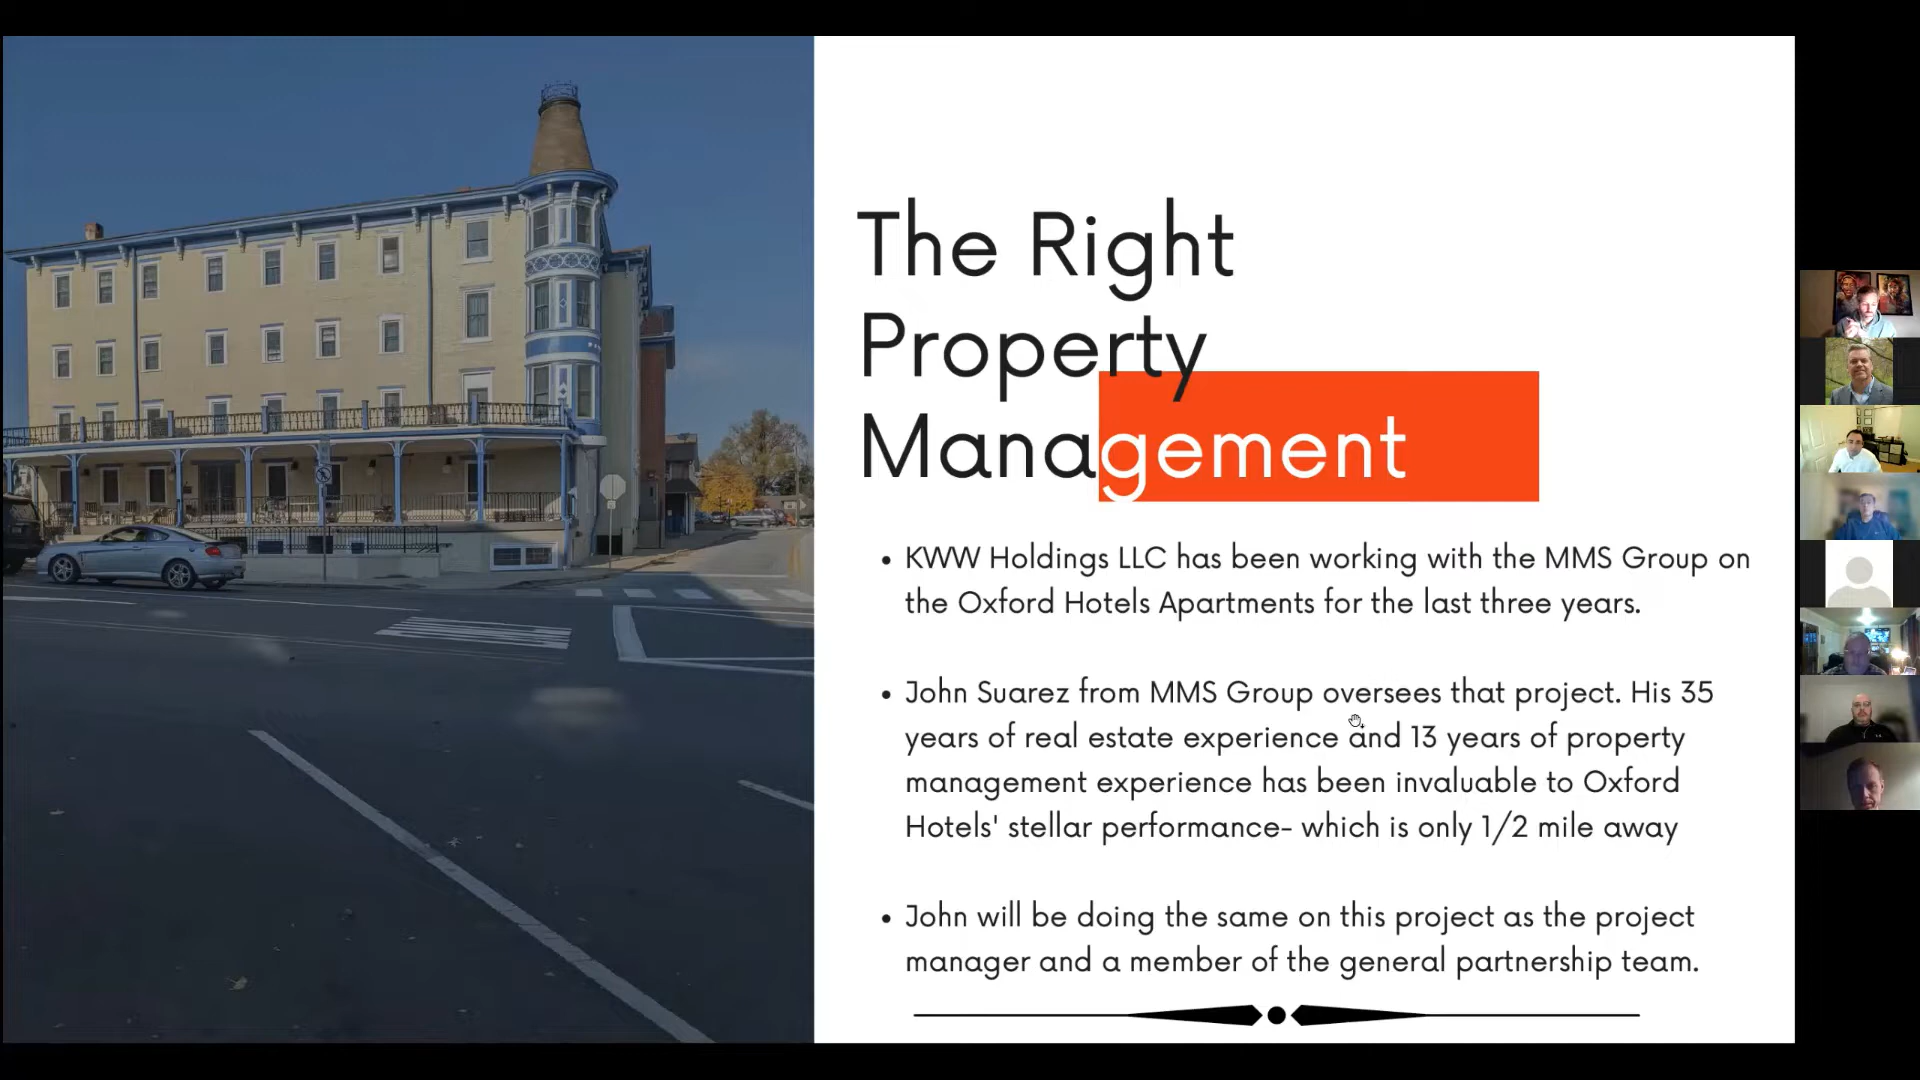 The Right
Property
Management
• KWW Holdings LLC has been working with the MMS Group on
the Oxford Hotels Apartments for the last three years.
• John Suarez from MMS Group oversees that project. His 35
years of real estate experience and 13 years of property
management experience has been invaluable to Oxford
Hotels' stellar performance- which is only 1/2 mile away
• John will be doing the same on this project as the project
manager and a member of the general partnership team.